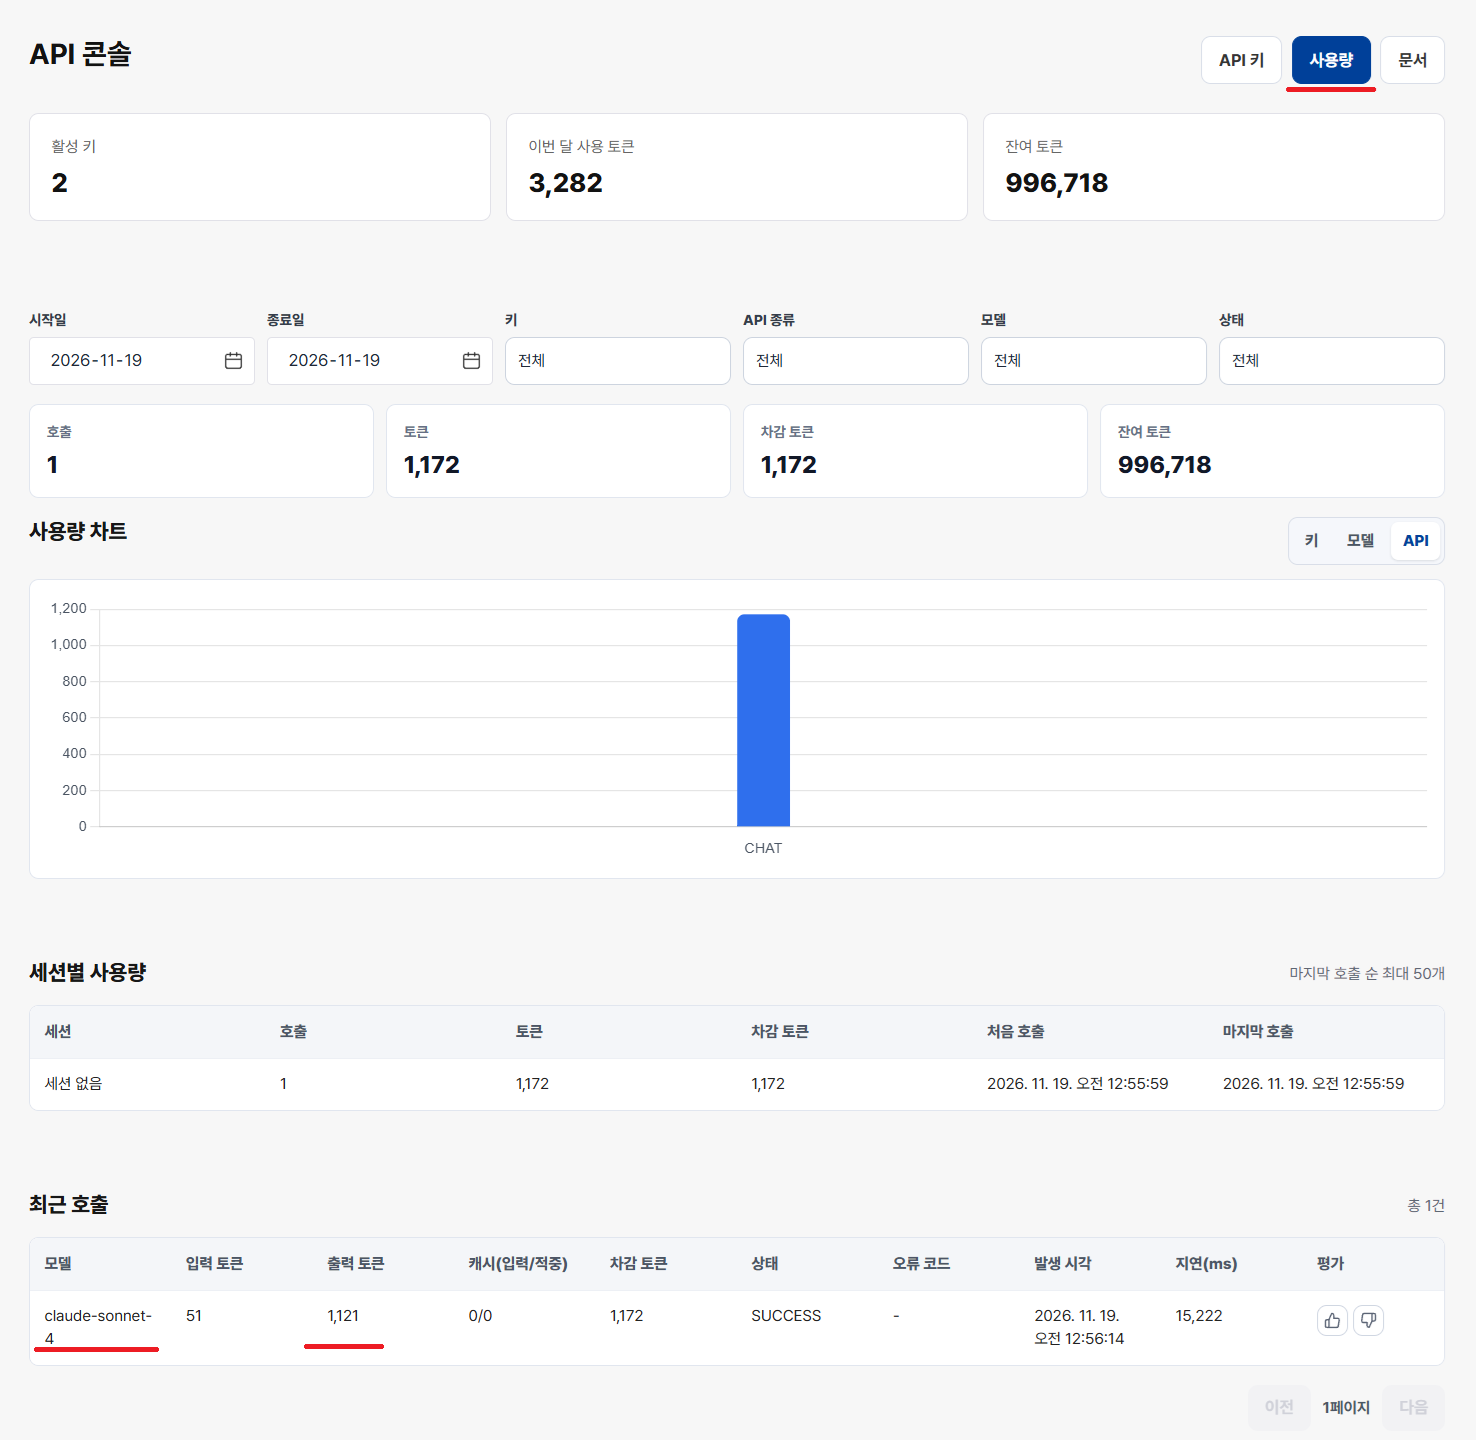 API 콘솔
API 키
사용량
문서
활성 키
2
이번 달 사용 토큰
3,282
잔여 토큰
996,718
시작일
종료일
키
API 종류
모델
상태
2026-11-19
2026-11-19
전체
전체
전체
전체
호출
1
토큰
1,172
차감 토큰
1,172
잔여 토큰
996,718
사용량 차트
키
모델
API
1,200
1,000
800
600
400
200
0
CHAT
세션별 사용량
마지막 호출 순 최대 50개
세션 호출 토큰 차감 토큰 처음 호출 마지막 호출
세션 없음 1 1,172 1,172 2026. 11. 19. 오전 12:55:59 2026. 11. 19. 오전 12:55:59
최근 호출
총 1건
모델 입력 토큰 출력 토큰 캐시(입력/적중) 차감 토큰 상태 오류 코드 발생 시각 지연(ms) 평가
claude-sonnet- 51 1,121 0/0 1,172 SUCCESS - 2026. 11. 19. 15,222
4 오전 12:56:14
이전
1페이지
다음